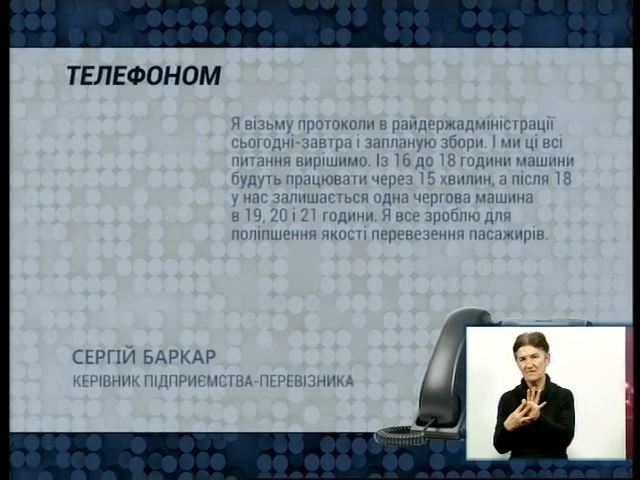 ТЕЛЕФОНОМ
Я візьму протоколи в райдержадміністрації
сьогодні-завтра і запланую збори. І ми ці всі
питання вирішимо. Із 16 до 18 години машини
будуть працювати через 15 хвилин, а після 18
у нас залишається одна чергова машина
в 19, 20 і 21 години. Я все зроблю для
поліпшення якості перевезення пасажирів.
СЕРГІЙ БАРКАР
КЕРІВНИК ПІДПРИЄМСТВА-ПЕРЕВІЗНИКА